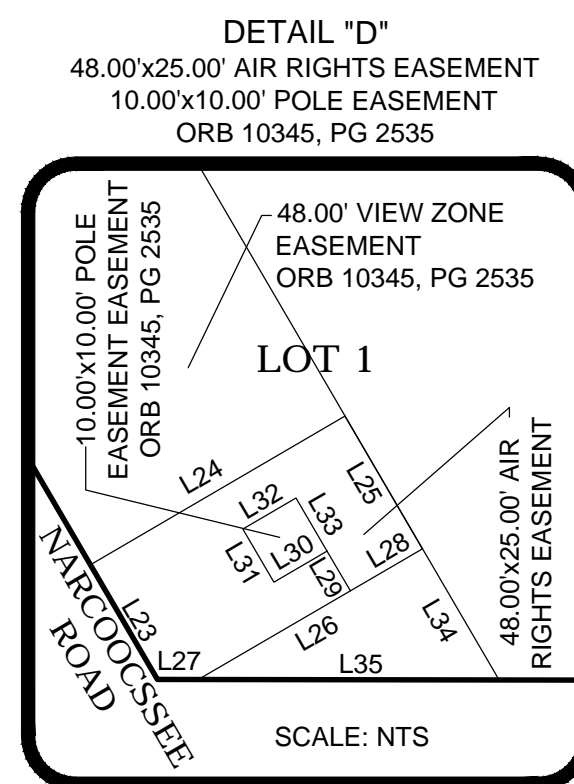 DETAIL "D"
48.00'x25.00' AIR RIGHTS EASEMENT
10.00'x10.00' POLE EASEMENT
ORB 10345, PG 2535
10.00'x10.00' POLE
EASEMENT EASEMENT
ORB 10345, PG 2535
48.00' VIEW ZONE
EASEMENT
ORB 10345, PG 2535
LOT 1
L24
L25
L32
L33
L31
L30
L29
L28
48.00'x25.00' AIR
RIGHTS EASEMENT
L23
L27
L26
L34
L35
NARCOOCSSEE
ROAD
SCALE: NTS